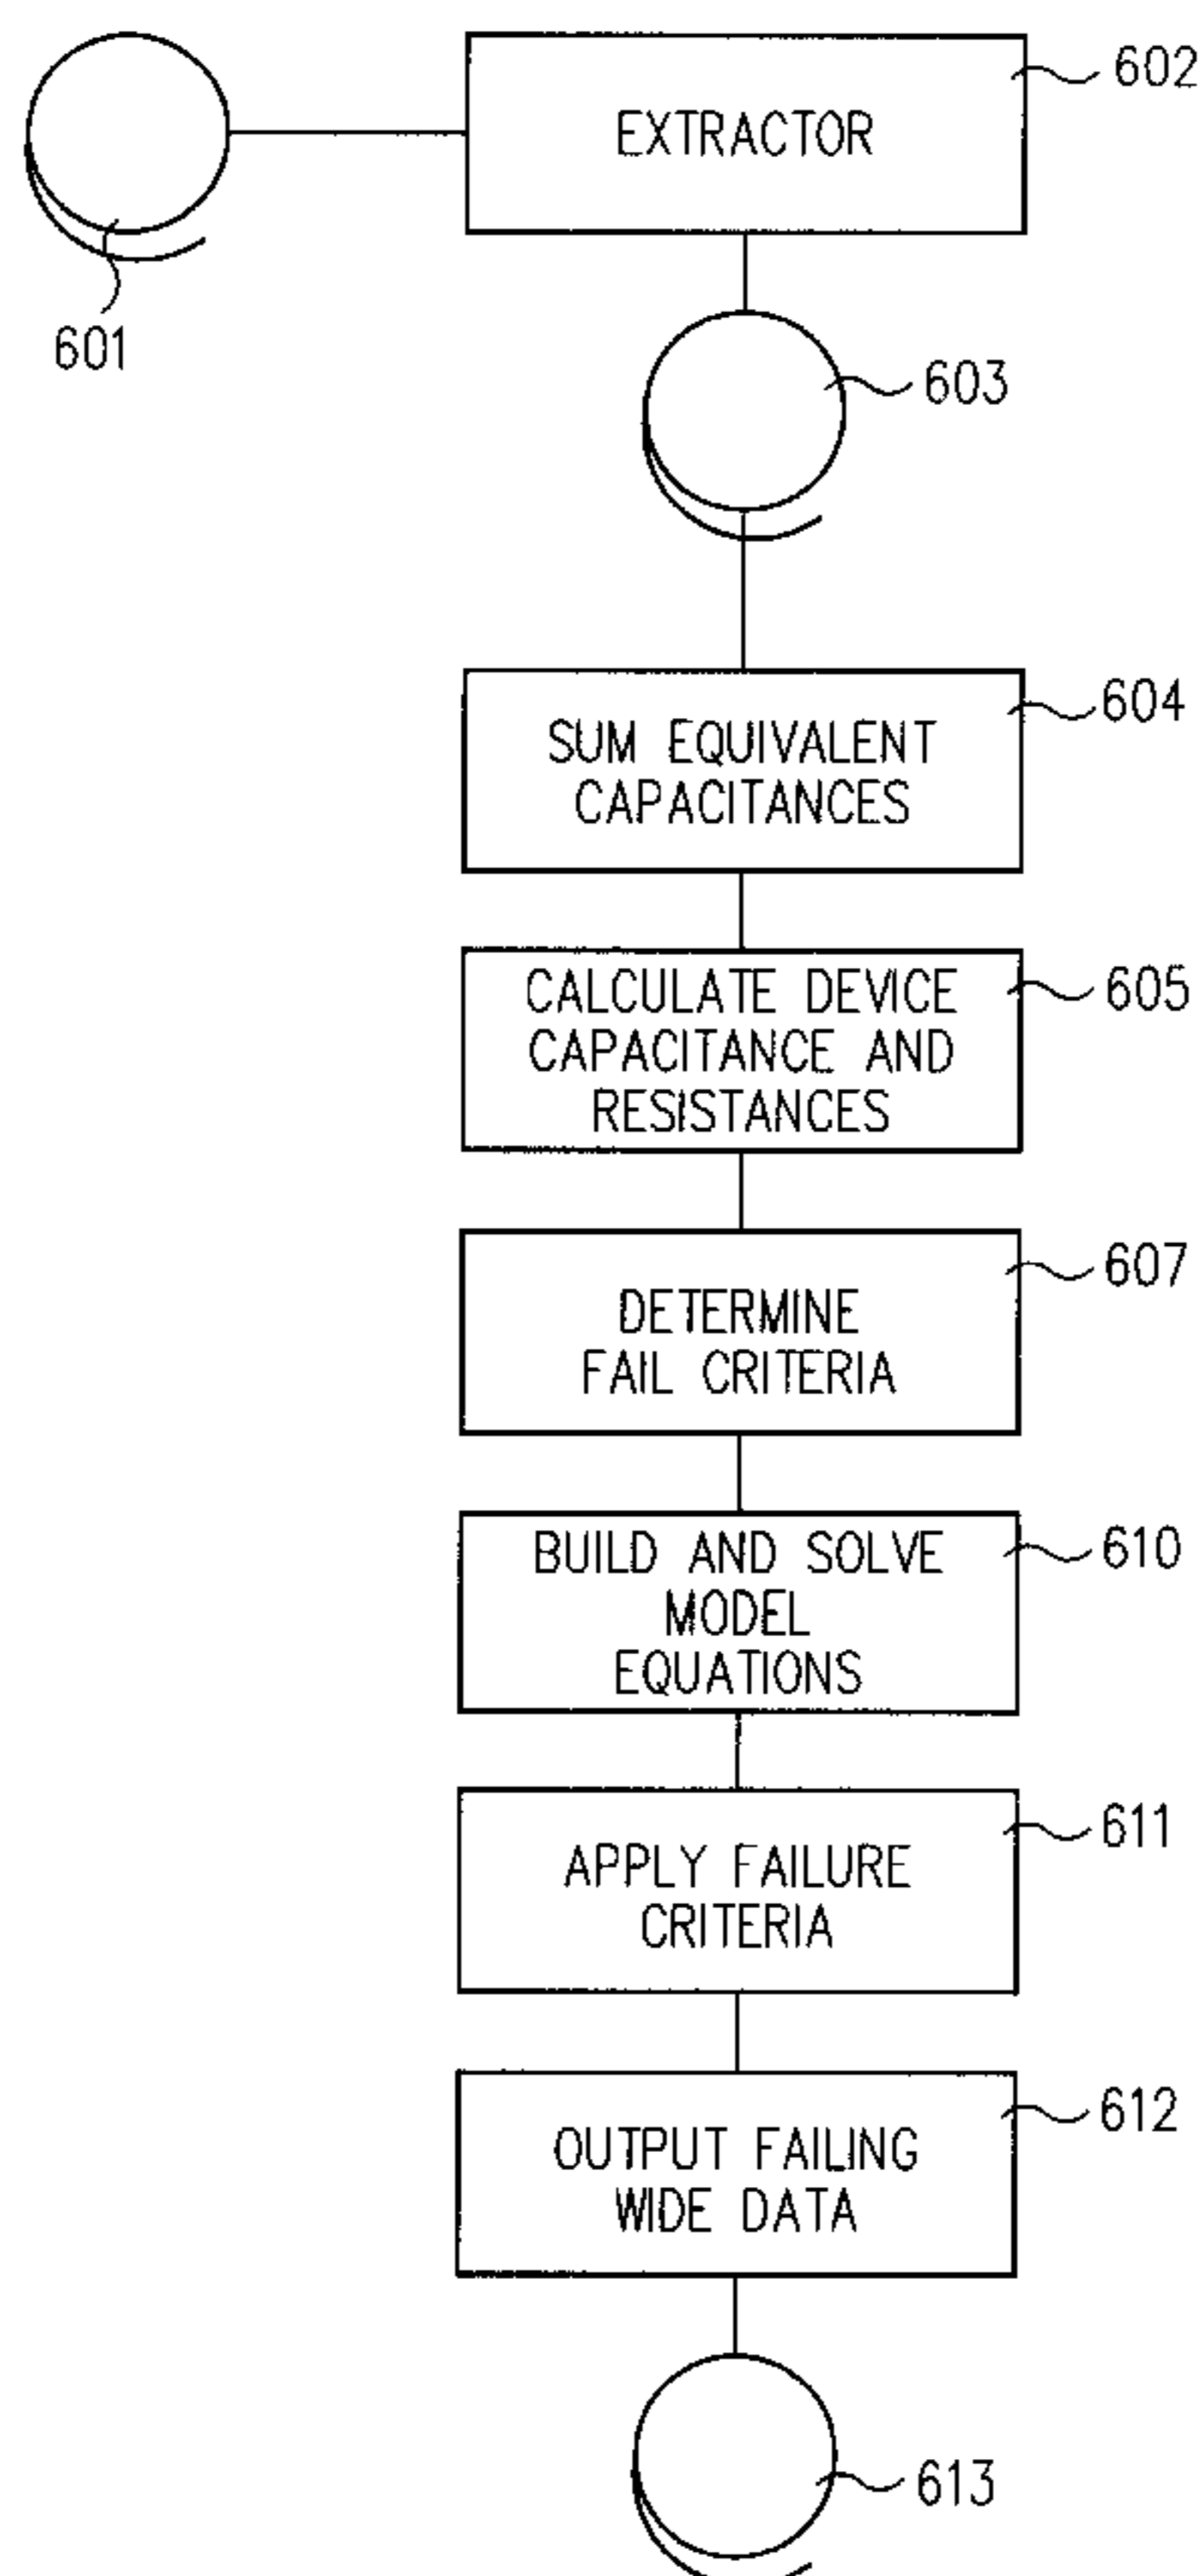 602
EXTRACTOR
601
603
604
SUM EQUIVALENT
CAPACITANCES
605
CALCULATE DEVICE
CAPACITANCE AND
RESISTANCES
607
DETERMINE
FAIL CRITERIA
610
BUILD AND SOLVE
MODEL
EQUATIONS
611
APPLY FAILURE
CRITERIA
612
OUTPUT FAILING
WIDE DATA
613